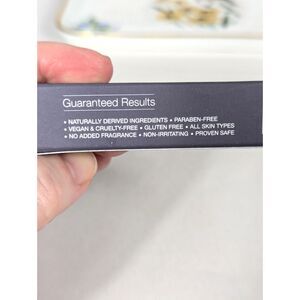 Guaranteed Results
• NATURALLY DERIVED INGREDIENTS • PARABEN-FREE
• VEGAN & CRUELTY-FREE • GLUTEN FREE • ALL SKIN TYPES
• NO ADDED FRAGRANCE • NON-IRRITATING • PROVEN SAFE